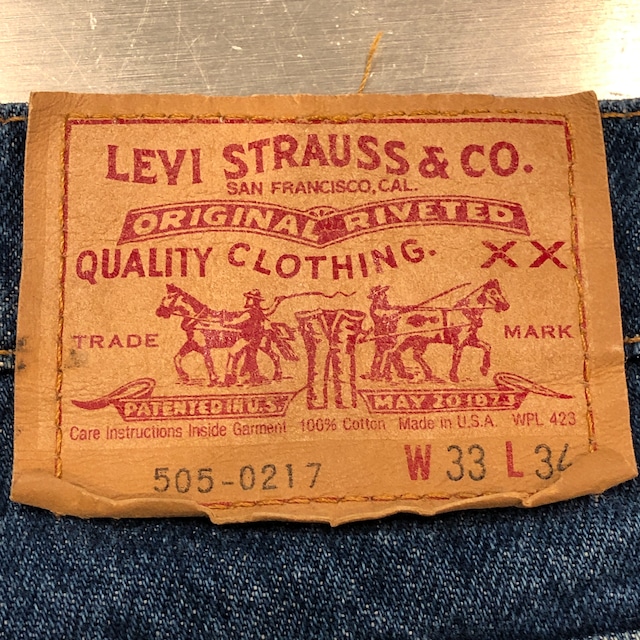 LEVI STRAUSS & CO.
SAN FRANCISCO, CAL.
ORIGINAL RIVETED
QUALITY CLOTHING. XX
TRADE MARK
PATENTED IN U.S. MAY 20 1873
Care Instructions Inside Garment 100% Cotton Made in U.S.A. WPL 423
505-0217 W 33 L 34